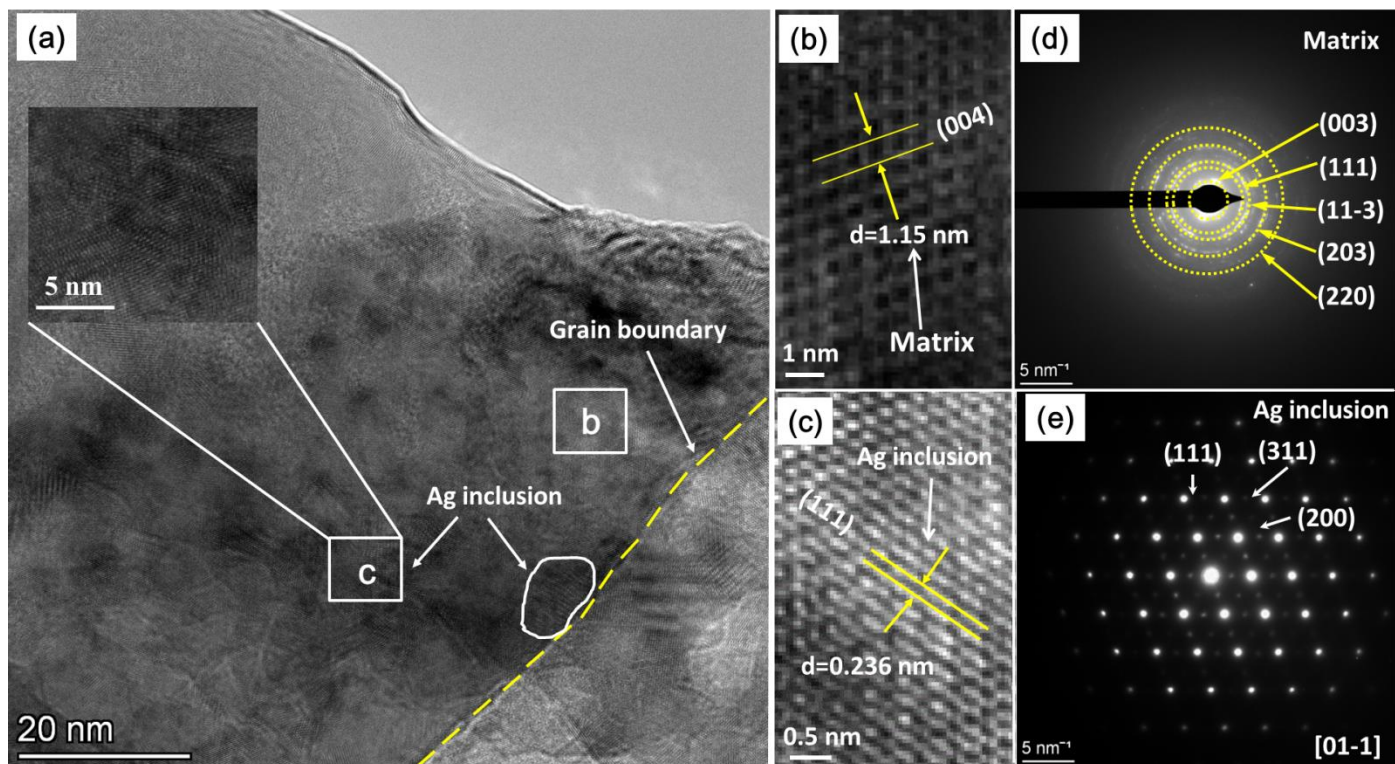 (a)
5 nm
Grain boundary
b
Ag inclusion
c
20 nm
(b)
(004)
d=1.15 nm
Matrix
1 nm
(c)
Ag inclusion
(111)
d=0.236 nm
0.5 nm
(d)
Matrix
(003)
(111)
(11-3)
(203)
(220)
5 nm⁻¹
(e)
Ag inclusion
(111)
(311)
(200)
5 nm⁻¹
[01-1]